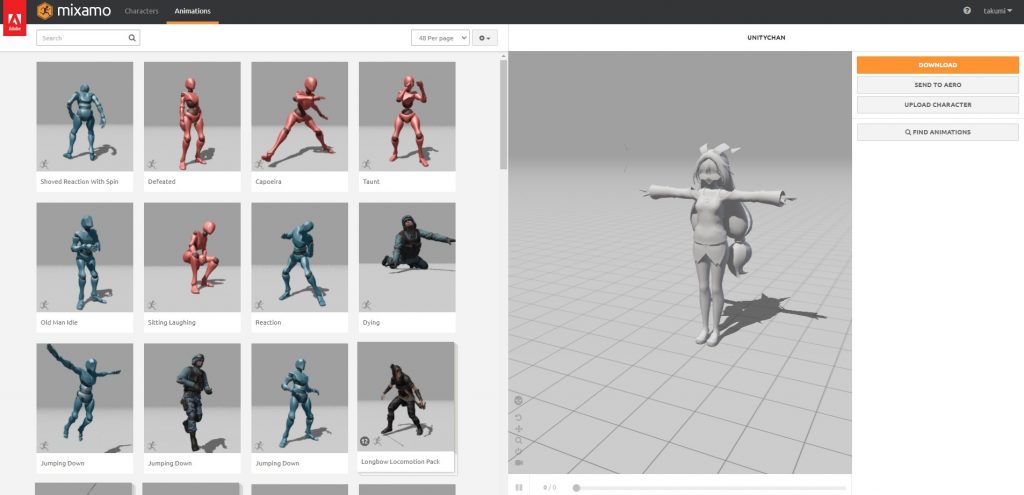 Adobe
mixamo
Characters
Animations
takumi
Search
48 Per page
UNITYCHAN
DOWNLOAD
SEND TO AERO
UPLOAD CHARACTER
FIND ANIMATIONS
Shoved Reaction With Spin
Defeated
Capoeira
Taunt
Old Man Idle
Sitting Laughing
Reaction
Dying
Jumping Down
Jumping Down
Jumping Down
Longbow Locomotion Pack
0 / 0